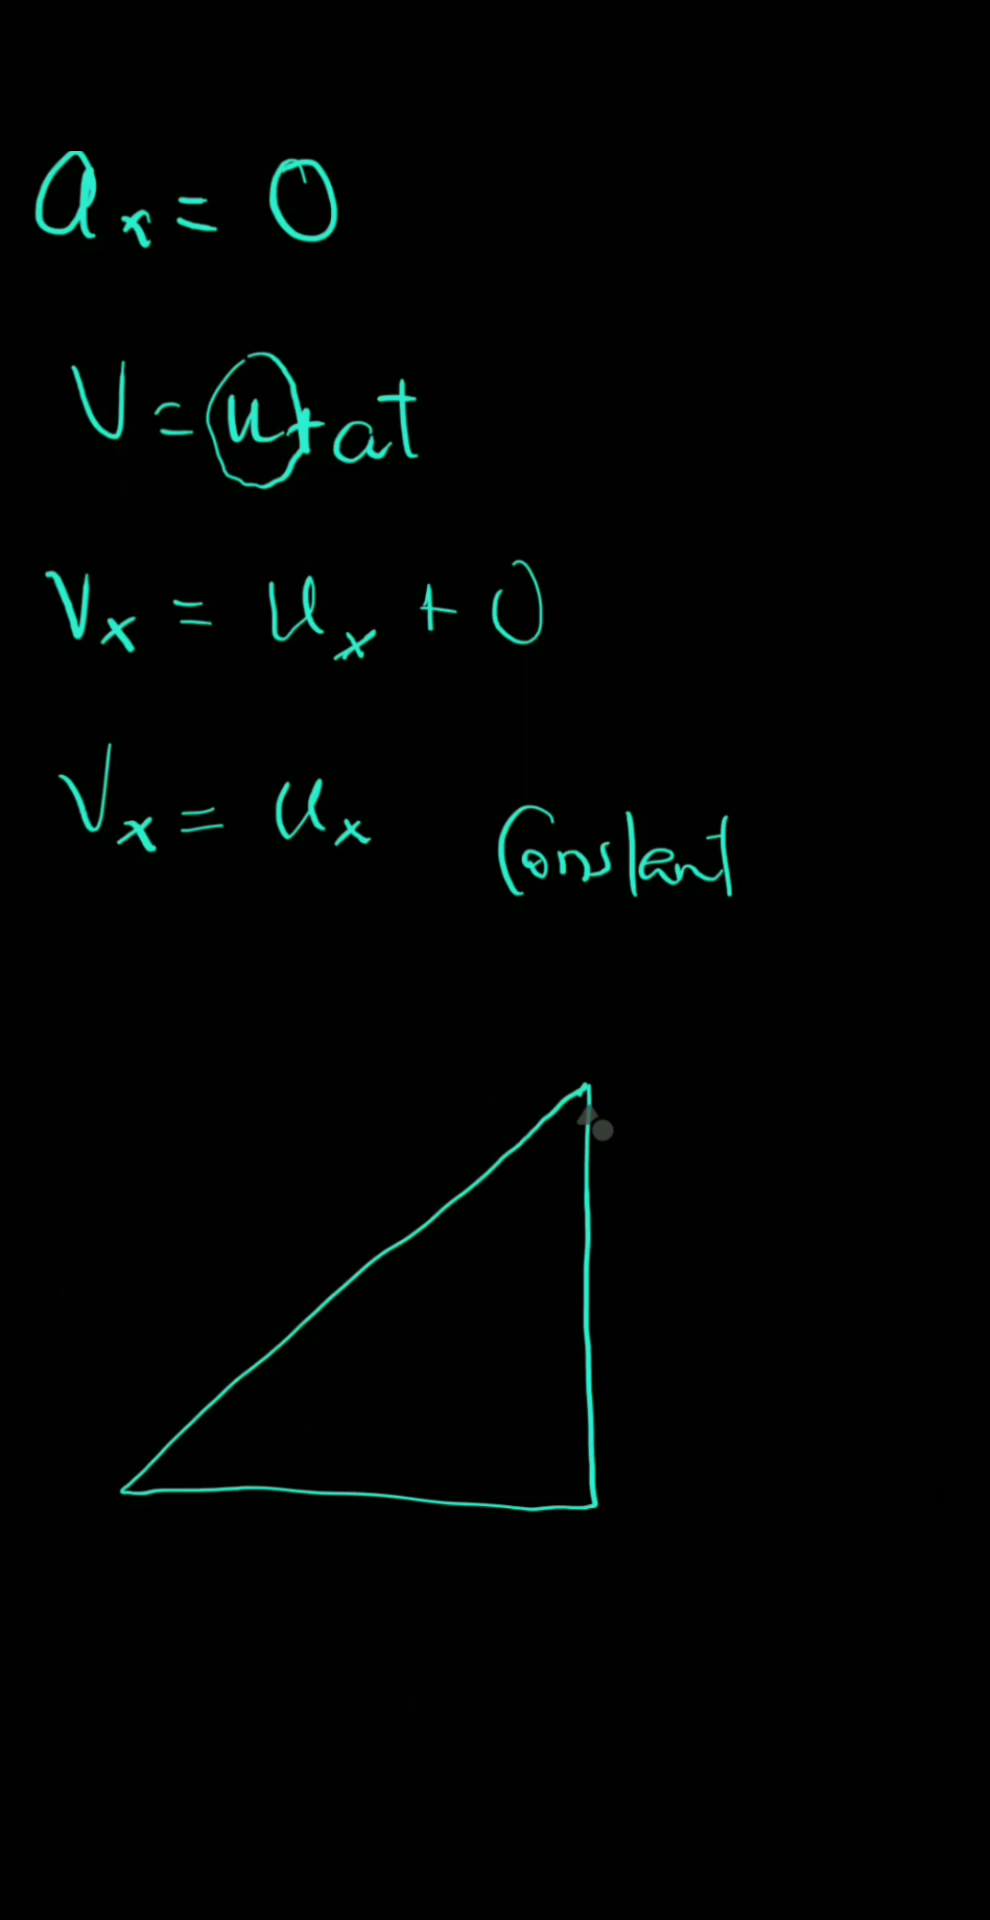 a_x = 0
V = u + at
V_x = u_x + 0
V_x = u_x Constant